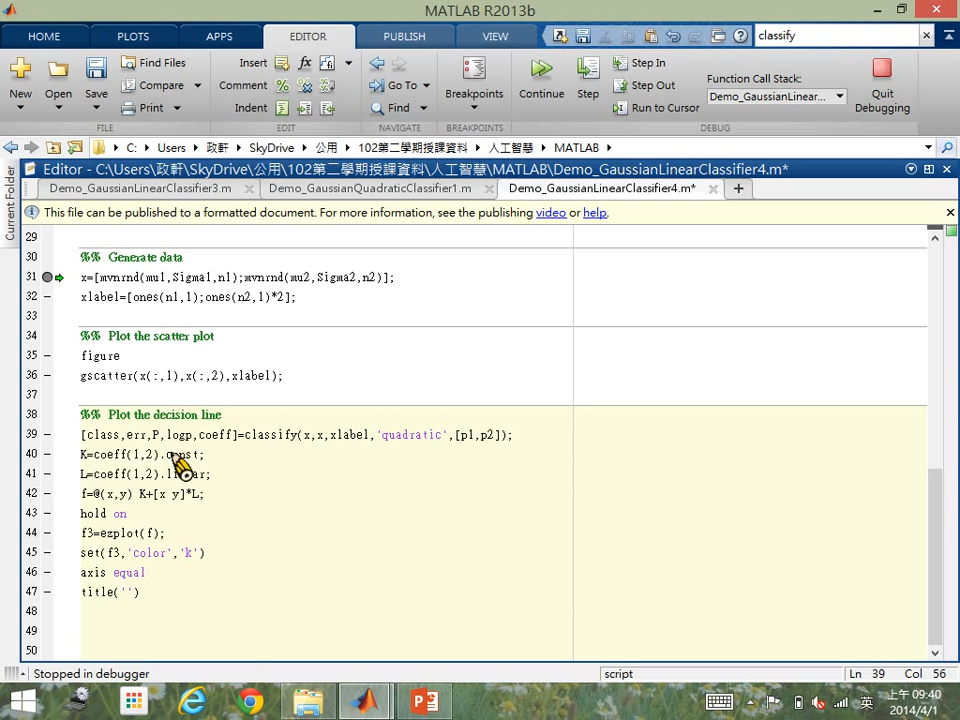 MATLAB R2013b
HOME PLOTS APPS EDITOR PUBLISH VIEW classify
New Open Save Find Files Compare Print Insert Comment Indent Go To Find Breakpoints Continue Step Step In Step Out Run to Cursor Function Call Stack: Demo_GaussianLinear... Quit Debugging
FILE EDIT NAVIGATE BREAKPOINTS DEBUG
C: Users 政軒 SkyDrive 公用 102第二學期授課資料 人工智慧 MATLAB
Current Folder
Editor - C:\Users\政軒\SkyDrive\公用\102第二學期授課資料\人工智慧\MATLAB\Demo_GaussianLinearClassifier4.m*
Demo_GaussianLinearClassifier3.m Demo_GaussianQuadraticClassifier1.m Demo_GaussianLinearClassifier4.m*
This file can be published to a formatted document. For more information, see the publishing video or help.
29
30 %% Generate data
31 x=[mvnrnd(mu1,Sigma1,n1);mvnrnd(mu2,Sigma2,n2)];
32 xlabel=[ones(n1,1);ones(n2,1)*2];
33
34 %% Plot the scatter plot
35 figure
36 gscatter(x(:,1),x(:,2),xlabel);
37
38 %% Plot the decision line
39 [class,err,P,logp,coeff]=classify(x,x,xlabel,'quadratic',[p1,p2]);
40 K=coeff(1,2).const;
41 L=coeff(1,2).linear;
42 f=@(x,y) K+[x y]*L;
43 hold on
44 f3=ezplot(f);
45 set(f3,'color','k')
46 axis equal
47 title('')
48
49
50
Stopped in debugger script Ln 39 Col 56
英 上午 09:40
2014/4/1